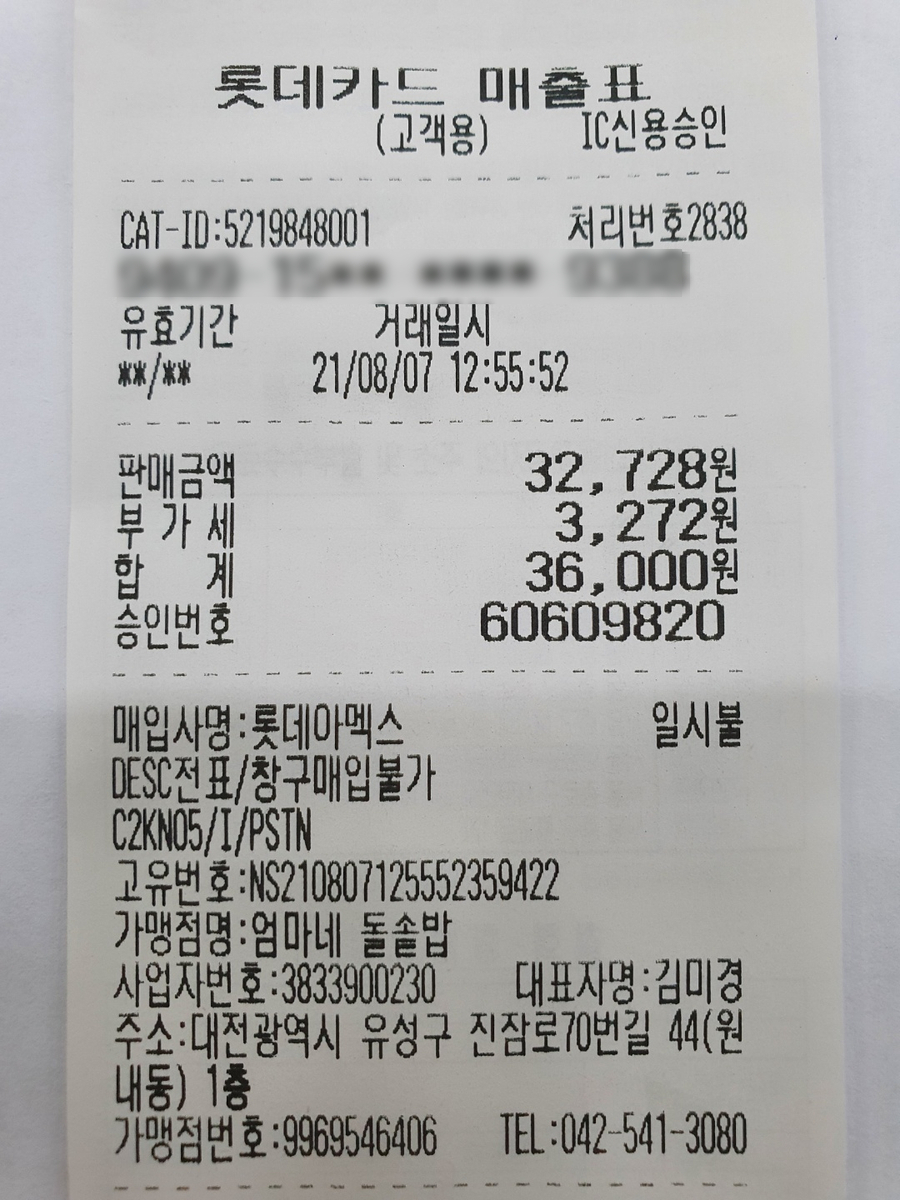 롯데카드 매출표
(고객용) IC신용승인
CAT-ID:5219848001 처리번호2838
유효기간 거래일시
**/** 21/08/07 12:55:52
판매금액 32,728원
부 가 세 3,272원
합 계 36,000원
승인번호 60609820
매입사명:롯데아멕스 일시불
DESC전표/창구매입불가
C2KN05/I/PSTN
고유번호:NS210807125552359422
가맹점명:엄마네 돌솥밥
사업자번호:3833900230 대표자명:김미경
주소:대전광역시 유성구 진잠로70번길 44(원
내동) 1층
가맹점번호:9969546406 TEL:042-541-3080